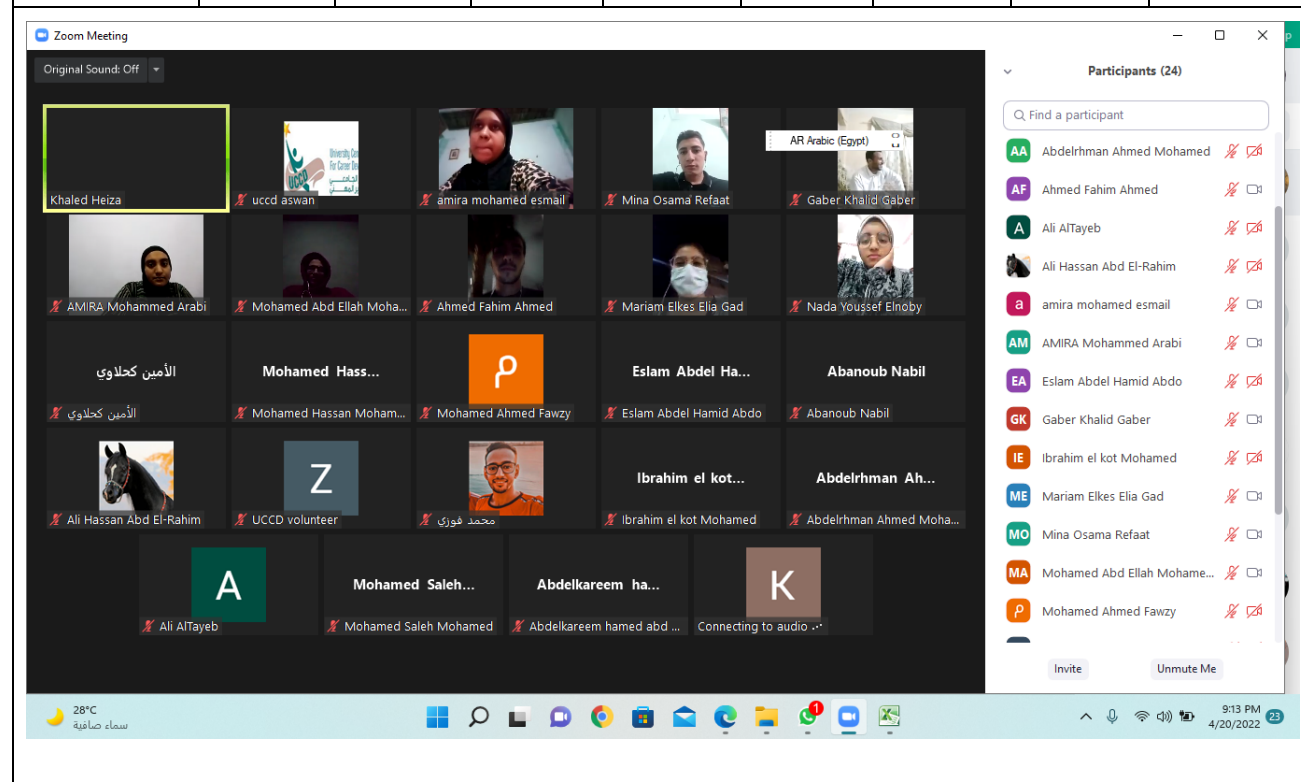 Zoom Meeting
Original Sound: Off
Khaled Heiza
UCCD
uccd aswan
amira mohamed esmail
Mina Osama Refaat
AR Arabic (Egypt)
Gaber Khalid Gaber
AMIRA Mohammed Arabi
Mohamed Abd Ellah Moha...
Ahmed Fahim Ahmed
Mariam Elkes Elia Gad
Nada Youssef Elnoby
الأمين كحلاوي
الأمين كحلاوي
Mohamed Hass...
Mohamed Hassan Moham...
م
Mohamed Ahmed Fawzy
Eslam Abdel Ha...
Eslam Abdel Hamid Abdo
Abanoub Nabil
Abanoub Nabil
Ali Hassan Abd El-Rahim
Z
UCCD volunteer
محمد فوزي
Ibrahim el kot...
Ibrahim el kot Mohamed
Abdelrhman Ah...
Abdelrhman Ahmed Moha...
A
Ali AlTayeb
Mohamed Saleh...
Mohamed Saleh Mohamed
Abdelkareem ha...
Abdelkareem hamed abd ...
K
Connecting to audio
Participants (24)
Find a participant
AA Abdelrhman Ahmed Mohamed
AF Ahmed Fahim Ahmed
A Ali AlTayeb
Ali Hassan Abd El-Rahim
a amira mohamed esmail
AM AMIRA Mohammed Arabi
EA Eslam Abdel Hamid Abdo
GK Gaber Khalid Gaber
IE Ibrahim el kot Mohamed
ME Mariam Elkes Elia Gad
MO Mina Osama Refaat
MA Mohamed Abd Ellah Mohame...
م Mohamed Ahmed Fawzy
Invite Unmute Me
28°C
سماء صافية
1
9:13 PM
4/20/2022
23